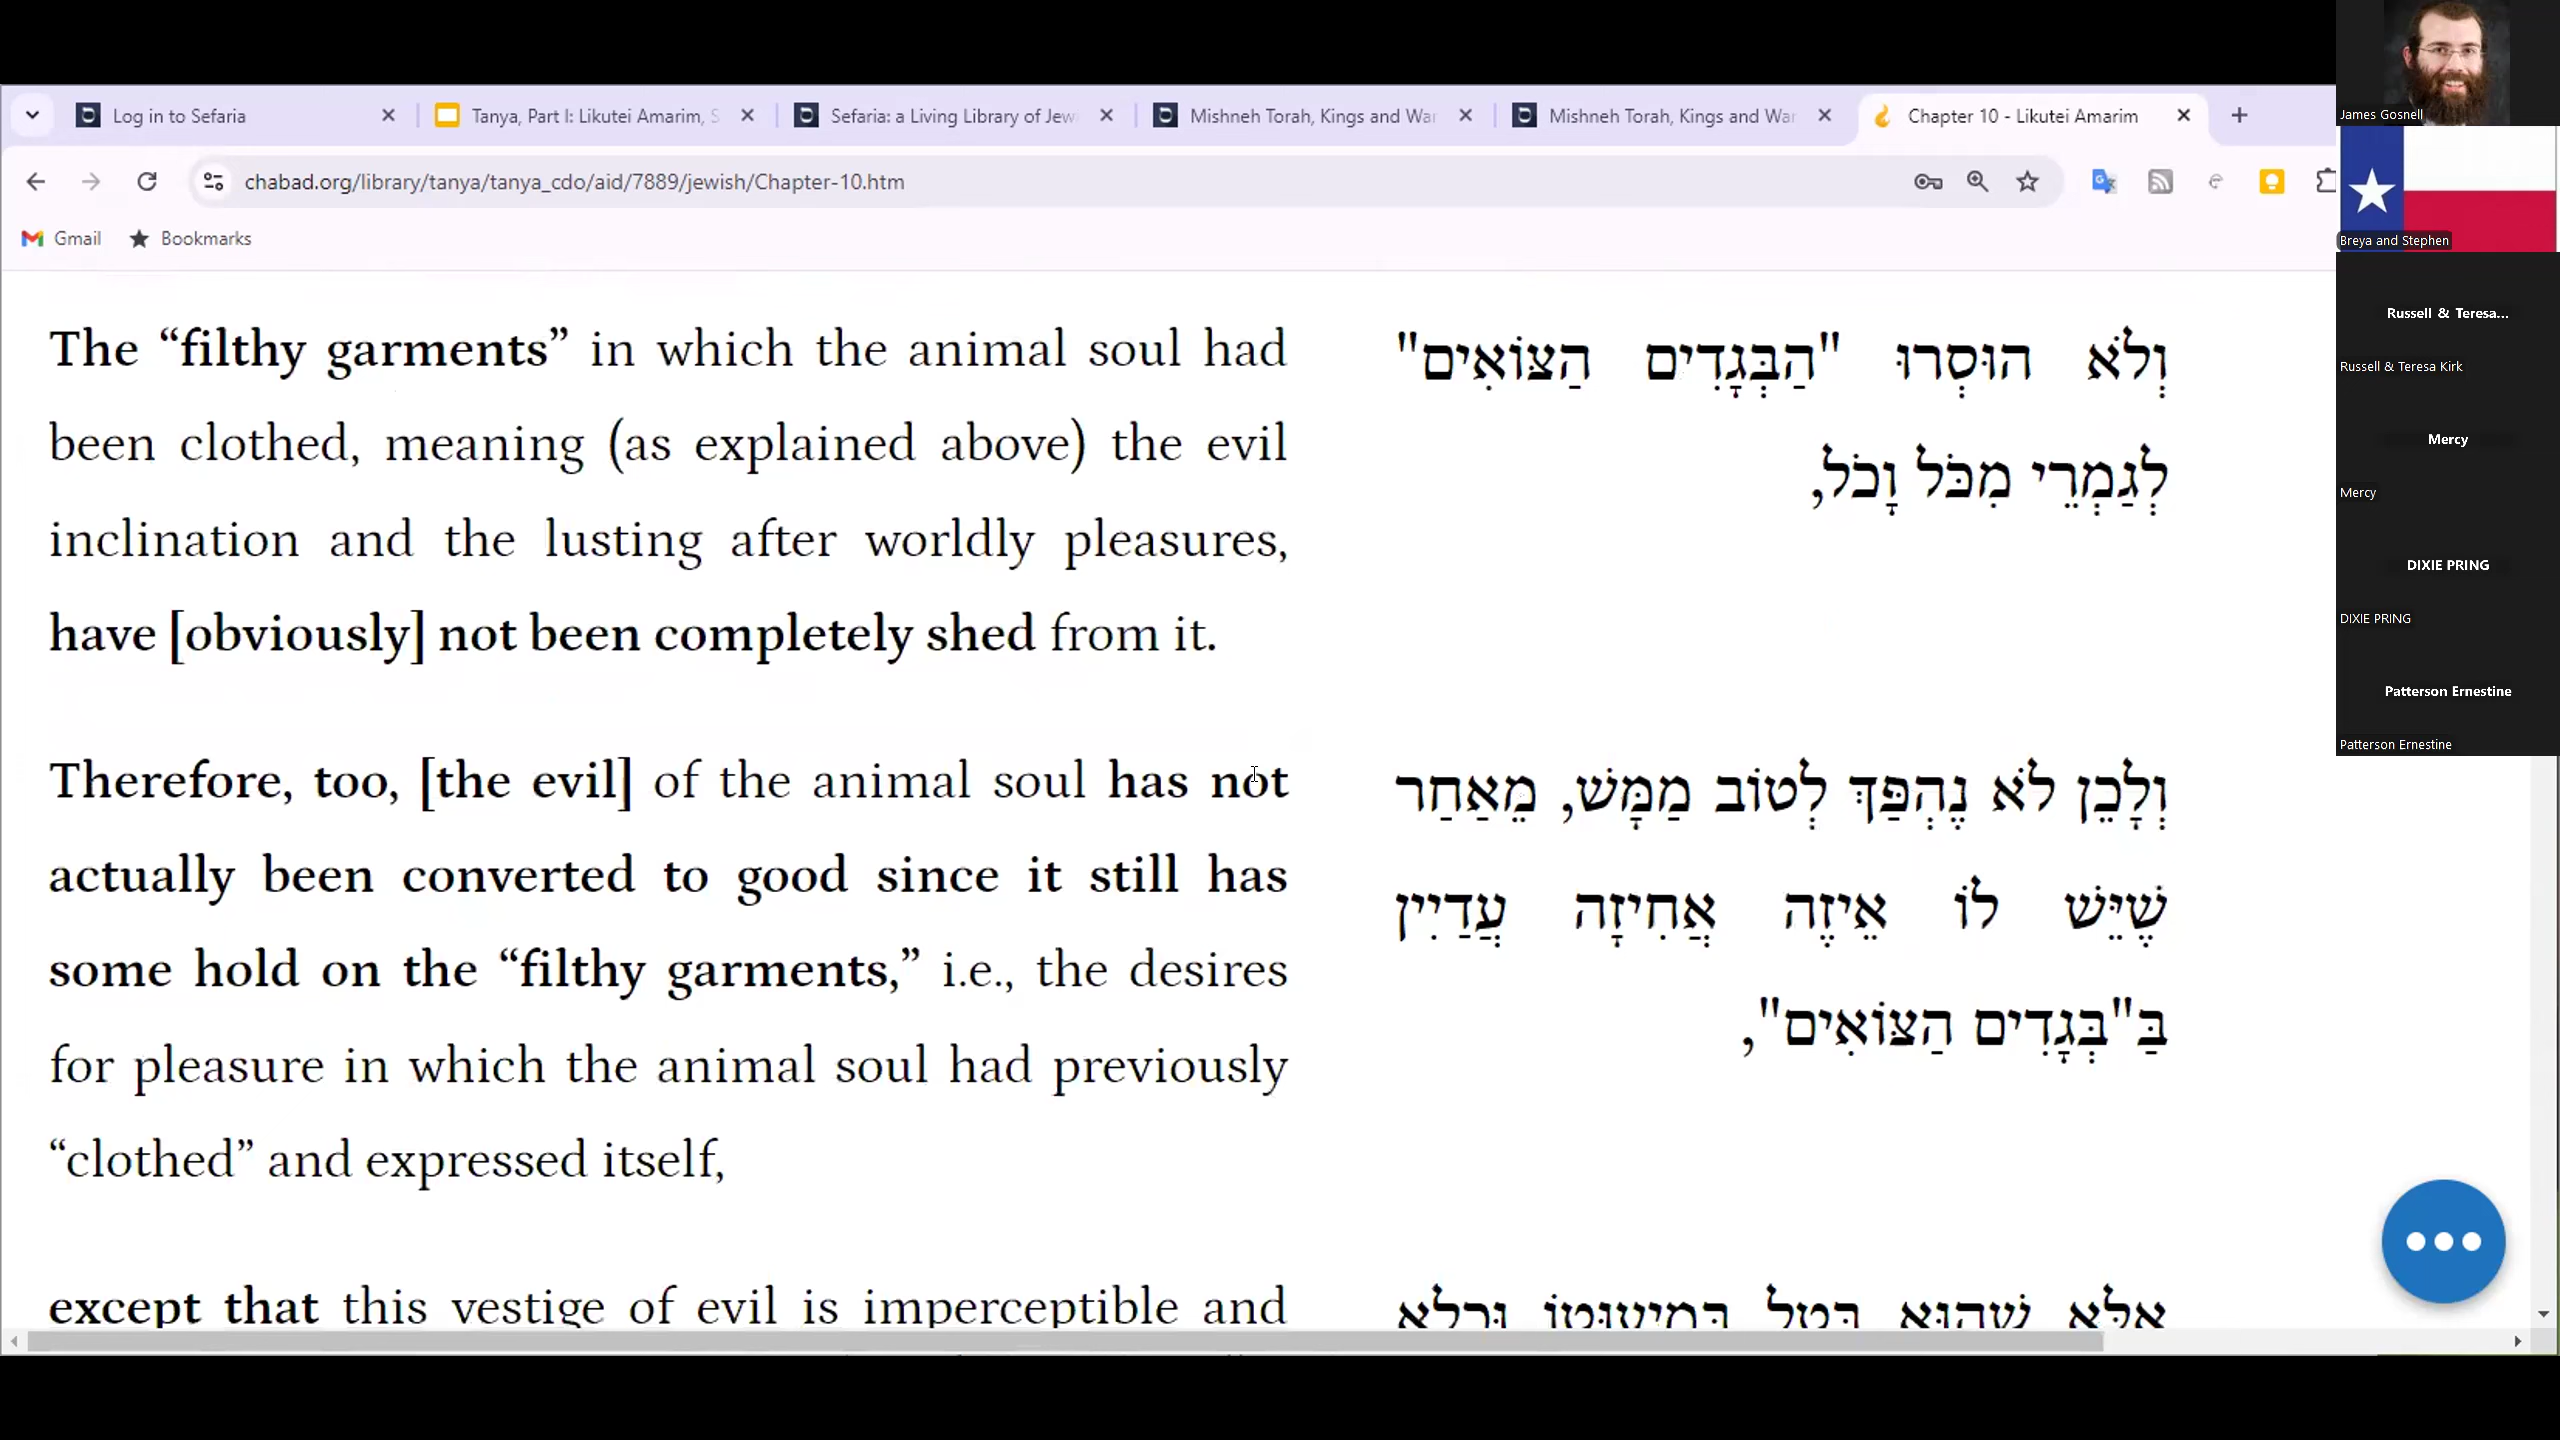 Log in to Sefaria
Tanya, Part I: Likutei Amarim, S
Sefaria: a Living Library of Jew
Mishneh Torah, Kings and War
Mishneh Torah, Kings and War
Chapter 10 - Likutei Amarim
chabad.org/library/tanya/tanya_cdo/aid/7889/jewish/Chapter-10.htm
Gmail
Bookmarks
The “filthy garments” in which the animal soul had
been clothed, meaning (as explained above) the evil
inclination and the lusting after worldly pleasures,
have [obviously] not been completely shed from it.
וְלֹא הוּסְרוּ "הַבְּגָדִים הַצּוֹאִים"
לְגַמְרֵי מִכֹּל וָכֹל,
Therefore, too, [the evil] of the animal soul has not
actually been converted to good since it still has
some hold on the “filthy garments,” i.e., the desires
for pleasure in which the animal soul had previously
“clothed” and expressed itself,
וְלָכֵן לֹא נֶהְפַּךְ לְטוֹב מַמָּשׁ, מֵאַחַר
שֶׁיֵּשׁ לוֹ אֵיזֶה אֲחִיזָה עֲדַיִין
בַּ"בְּגָדִים הַצּוֹאִים",
except that this vestige of evil is imperceptible and
אֶלָּא שֶׁהוּא בָּטֵל בְּמִיעוּטוֹ וּכְלֹא
James Gosnell
Breya and Stephen
Russell & Teresa...
Russell & Teresa Kirk
Mercy
Mercy
DIXIE PRING
DIXIE PRING
Patterson Ernestine
Patterson Ernestine